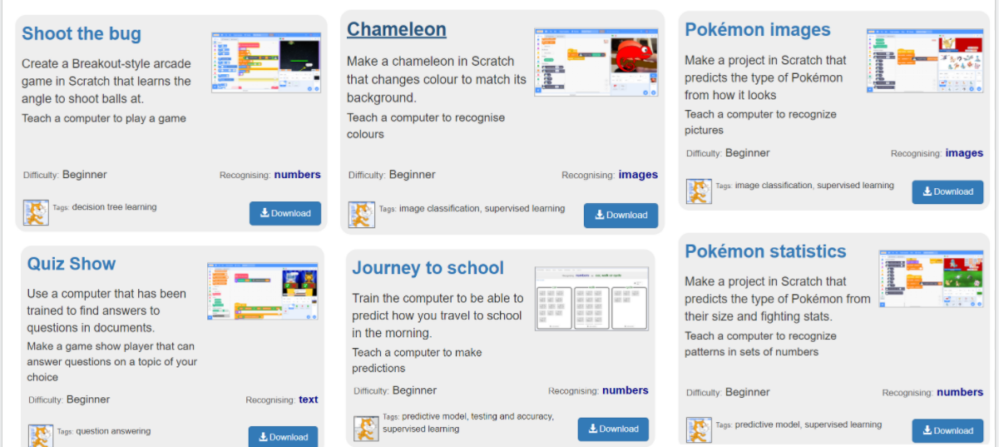 Shoot the bug
Create a Breakout-style arcade
game in Scratch that learns the
angle to shoot balls at.
Teach a computer to play a game
Difficulty: Beginner
Recognising: numbers
Tags: decision tree learning
Download
Chameleon
Make a chameleon in Scratch
that changes colour to match its
background.
Teach a computer to recognise
colours
Difficulty: Beginner
Recognising: images
Tags: image classification, supervised learning
Download
Pokémon images
Make a project in Scratch that
predicts the type of Pokémon
from how it looks
Teach a computer to recognize
pictures
Difficulty: Beginner
Recognising: images
Tags: image classification, supervised learning
Download
Quiz Show
Use a computer that has been
trained to find answers to
questions in documents.
Make a game show player that can
answer questions on a topic of your
choice
Difficulty: Beginner
Recognising: text
Tags: question answering
Download
Journey to school
Train the computer to be able to
predict how you travel to school
in the morning.
Teach a computer to make
predictions
Difficulty: Beginner
Recognising: numbers
Tags: predictive model, testing and accuracy,
supervised learning
Download
Pokémon statistics
Make a project in Scratch that
predicts the type of Pokémon from
their size and fighting stats.
Teach a computer to recognize
patterns in sets of numbers
Difficulty: Beginner
Recognising: numbers
Tags: predictive model, supervised learning
Download